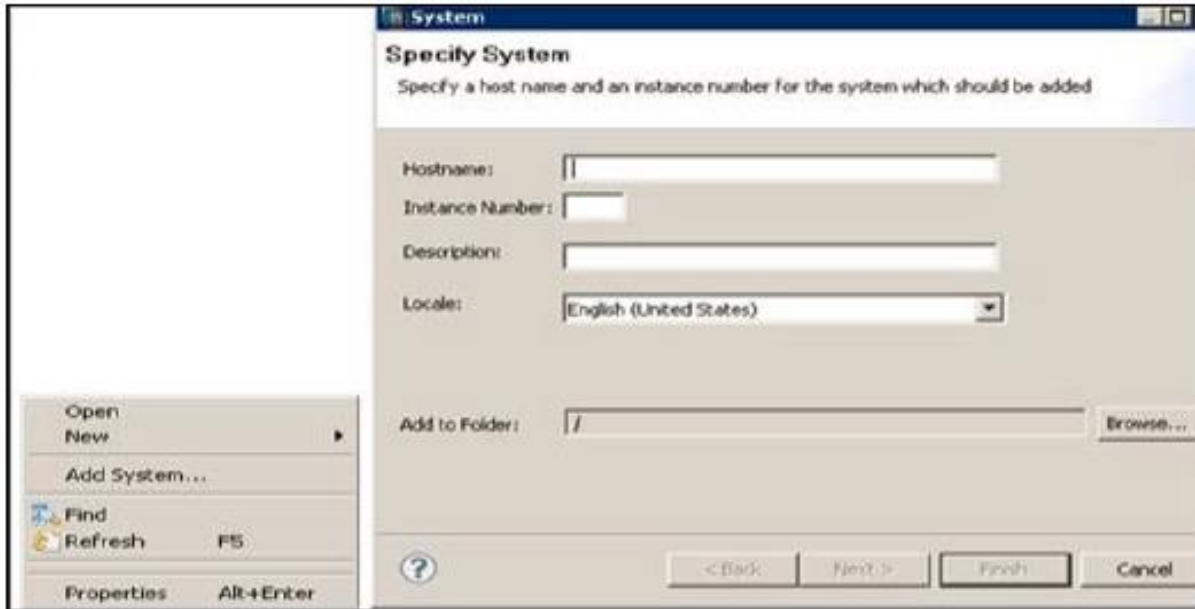 Open
New
Add System...
Find
Refresh F5
Properties Alt+Enter
System
Specify System
Specify a host name and an instance number for the system which should be added
Hostname:
Instance Number:
Description:
Locale:
English (United States)
Add to Folder:
/
Browse...
?
< Back
Next >
Finish
Cancel